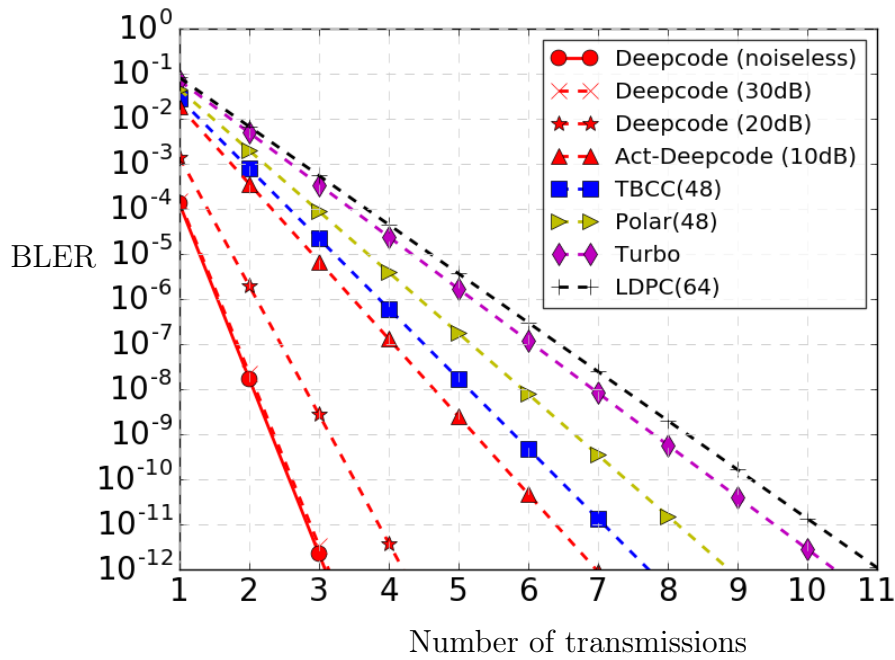 10^0
10^-1
10^-2
10^-3
10^-4
10^-5
10^-6
10^-7
10^-8
10^-9
10^-10
10^-11
10^-12
BLER
Deepcode (noiseless)
Deepcode (30dB)
Deepcode (20dB)
Act-Deepcode (10dB)
TBCC(48)
Polar(48)
Turbo
LDPC(64)
1 2 3 4 5 6 7 8 9 10 11
Number of transmissions